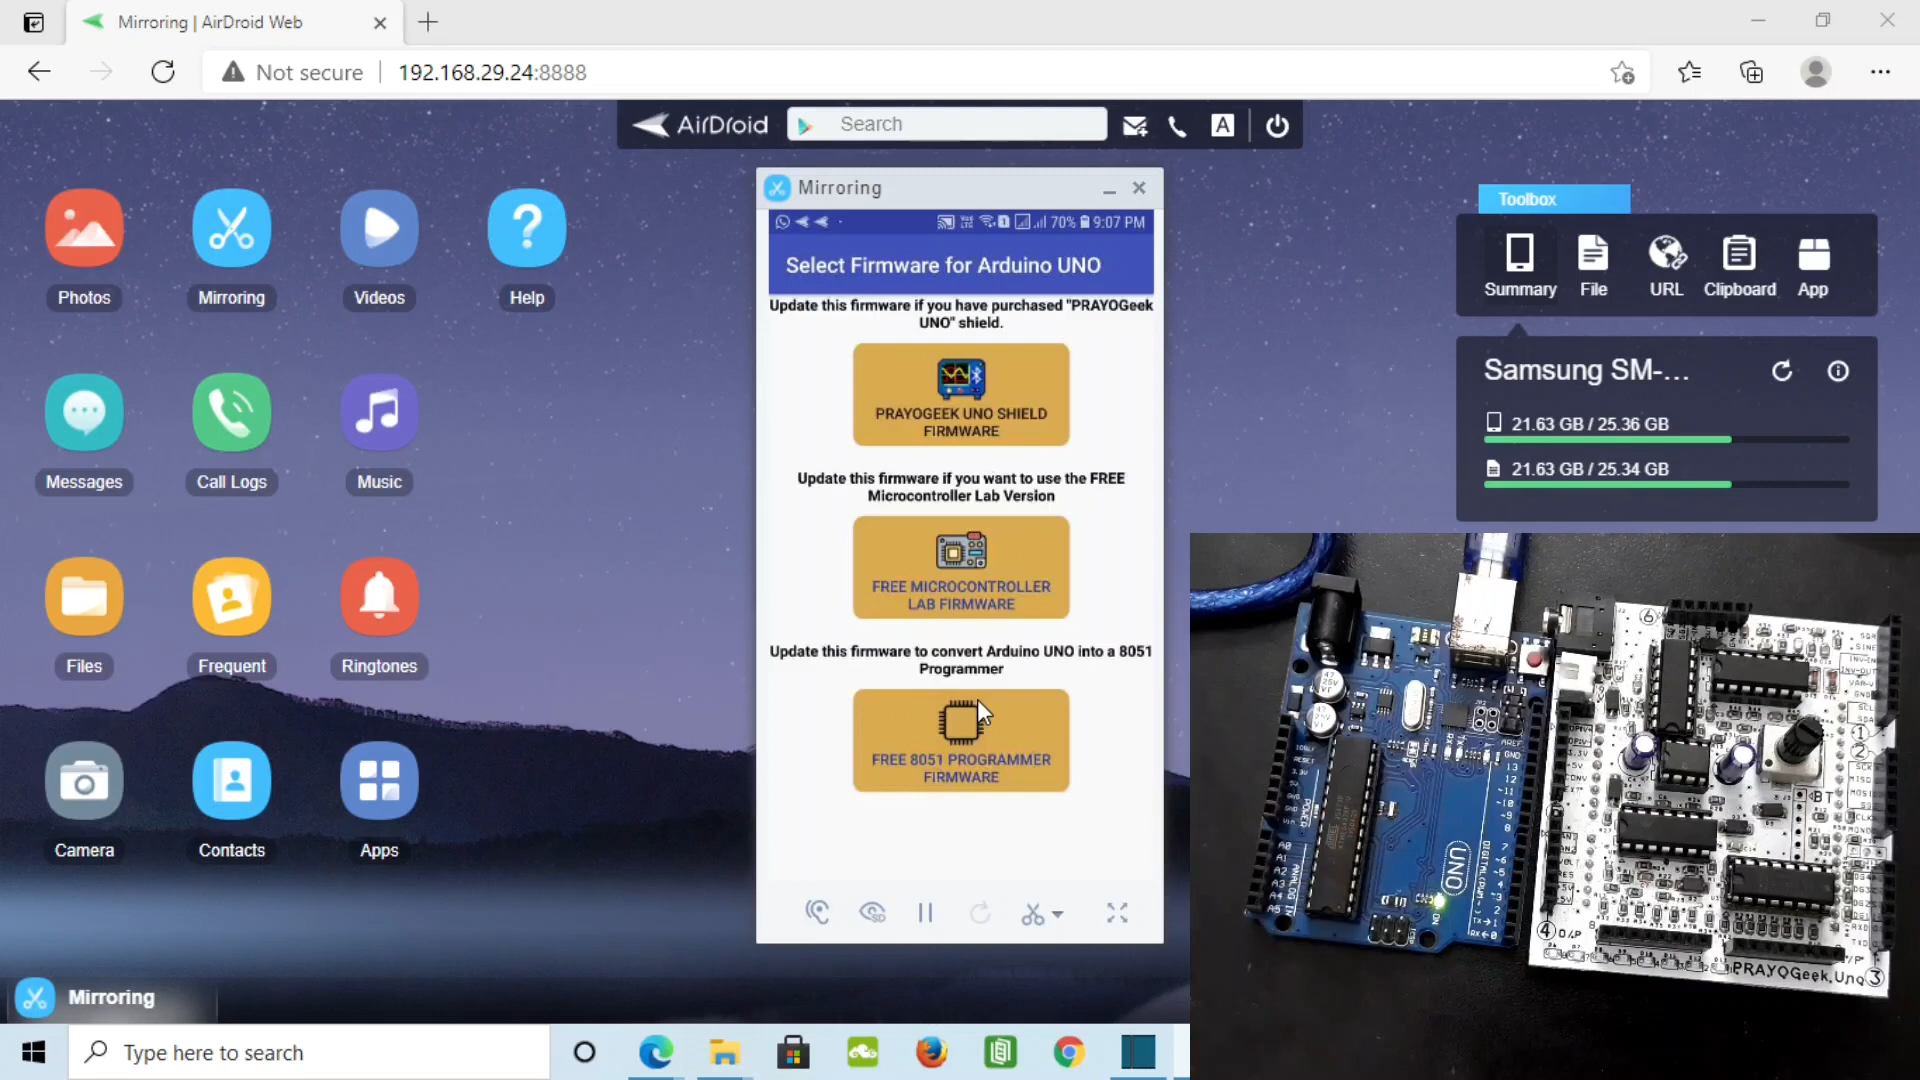 Mirroring | AirDroid Web
Not secure
192.168.29.24:8888
AirDroid
Search
A
Photos
Mirroring
Videos
Help
Messages
Call Logs
Music
Files
Frequent
Ringtones
Camera
Contacts
Apps
Mirroring
70% 9:07 PM
Select Firmware for Arduino UNO
Update this firmware if you have purchased "PRAYOGeek
UNO" shield.
PRAYOGEEK UNO SHIELD
FIRMWARE
Update this firmware if you want to use the FREE
Microcontroller Lab Version
FREE MICROCONTROLLER
LAB FIRMWARE
Update this firmware to convert Arduino UNO into a 8051
Programmer
FREE 8051 PROGRAMMER
FIRMWARE
Toolbox
Summary
File
URL
Clipboard
App
Samsung SM-...
21.63 GB / 25.36 GB
21.63 GB / 25.34 GB
UNO
PRAYOGeek.Uno
Mirroring
Type here to search